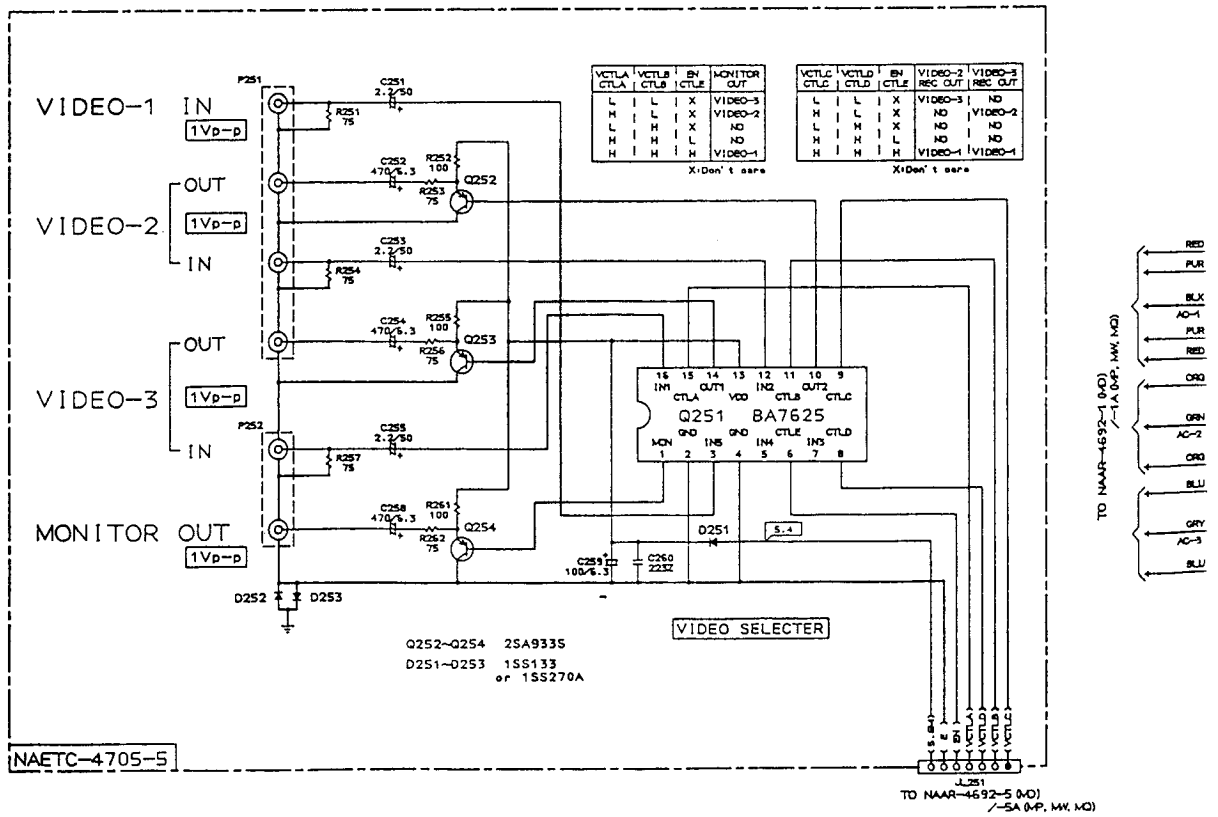 P251
VIDEO-1 IN
1Vp-p
R251
75
C251
2.2/50
C252
470/6.3
R252
100
R253
75
Q252
OUT
VIDEO-2
1Vp-p
IN
R254
75
C253
2.2/50
OUT
VIDEO-3
1Vp-p
IN
C254
470/6.3
R255
100
R256
75
Q253
P252
R257
75
C255
2.2/50
MONITOR OUT
1Vp-p
C258
470/6.3
R261
100
R262
75
Q254
D252
D253
VCTLA VCTLB EN MONITOR
CTLA CTLB CTLE OUT
L L X VIDEO-3
H L X VIDEO-2
L H X NO
H H L NO
H H H VIDEO-1
X:Don't care
VCTLC VCTLD EN VIDEO-2 VIDEO-3
CTLC CTLD CTLE REC OUT REC OUT
L L X VIDEO-3 NO
H L X NO VIDEO-2
L H X NO NO
H H L NO NO
H H H VIDEO-1 VIDEO-1
X:Don't care
16 15 14 13 12 11 10 9
IN1 OUT1 VDD IN2 OUT2
CTLA CTLB CTLC
Q251 BA7625
GND GND CTLE CTLD
MON IN5 IN4 IN3
1 2 3 4 5 6 7 8
D251
5.4
C259
100/6.3
C260
223Z
VIDEO SELECTER
Q252~Q254 2SA933S
D251~D253 1SS133
or 1SS270A
NAETC-4705-5
E
EN
VCTLA
VCTLD
VCTLB
VCTLC
JL251
TO NAAR-4692-5 (MD)
/-5A (MP, MW, MQ)
TO NAAR-4692-1 (MD)
/-1A (MP, MW, MQ)
RED
PUR
BLK
AC-1
PUR
RED
ORG
GRN
AC-2
ORG
BLU
GRY
AC-3
BLU